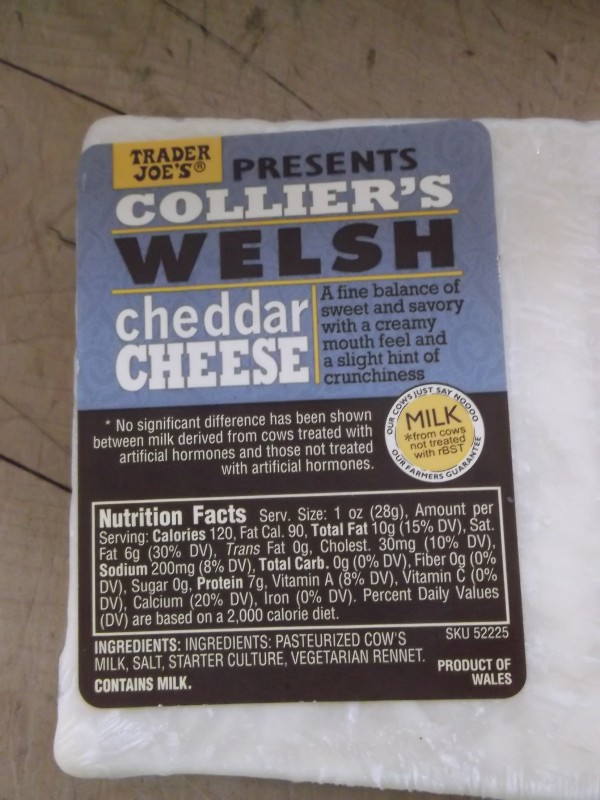 TRADER
JOE'S®
PRESENTS
COLLIER'S
WELSH
cheddar
CHEESE
A fine balance of
sweet and savory
with a creamy
mouth feel and
a slight hint of
crunchiness
* No significant difference has been shown
between milk derived from cows treated with
artificial hormones and those not treated
with artificial hormones.
OUR COWS JUST SAY NOOOO
MILK
*from cows
not treated
with rBST
OUR FARMERS GUARANTEE
Nutrition Facts Serv. Size: 1 oz (28g), Amount per
Serving: Calories 120, Fat Cal. 90, Total Fat 10g (15% DV), Sat.
Fat 6g (30% DV), Trans Fat 0g, Cholest. 30mg (10% DV),
Sodium 200mg (8% DV), Total Carb. 0g (0% DV), Fiber 0g (0%
DV), Sugar 0g, Protein 7g, Vitamin A (8% DV), Vitamin C (0%
DV), Calcium (20% DV), Iron (0% DV). Percent Daily Values
(DV) are based on a 2,000 calorie diet.
INGREDIENTS: INGREDIENTS: PASTEURIZED COW'S
MILK, SALT, STARTER CULTURE, VEGETARIAN RENNET.
CONTAINS MILK.
SKU 52225
PRODUCT OF
WALES